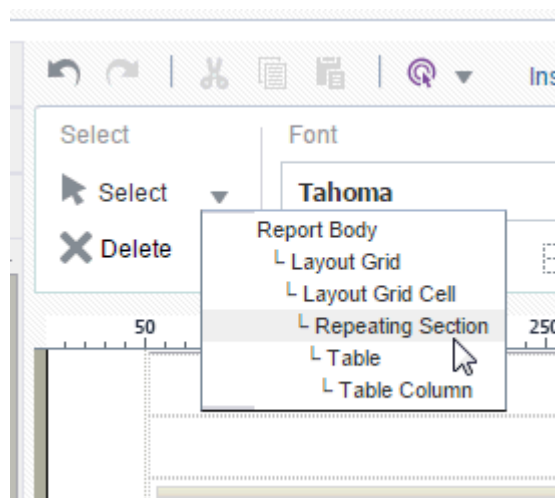 Ins
Select Font
Select Tahoma
Delete
Report Body
Layout Grid
Layout Grid Cell
Repeating Section
Table
Table Column
50 250